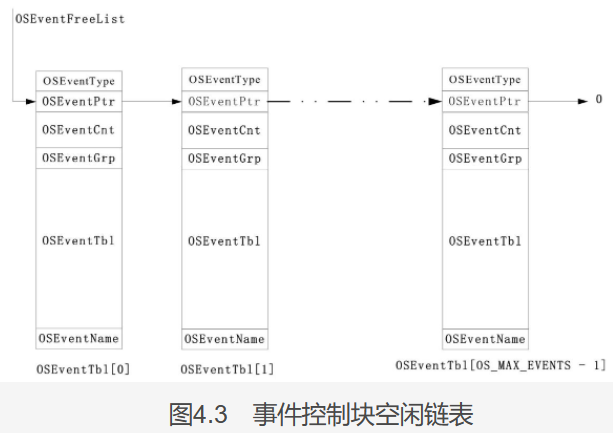 OSEventFreeList
OSEventType
OSEventPtr
OSEventCnt
OSEventGrp
OSEventTbl
OSEventName
OSEventTbl[0]
OSEventType
OSEventPtr
OSEventCnt
OSEventGrp
OSEventTbl
OSEventName
OSEventTbl[1]
OSEventType
OSEventPtr
OSEventCnt
OSEventGrp
OSEventTbl
OSEventName
OSEventTbl[OS_MAX_EVENTS - 1]
0
图4.3 事件控制块空闲链表